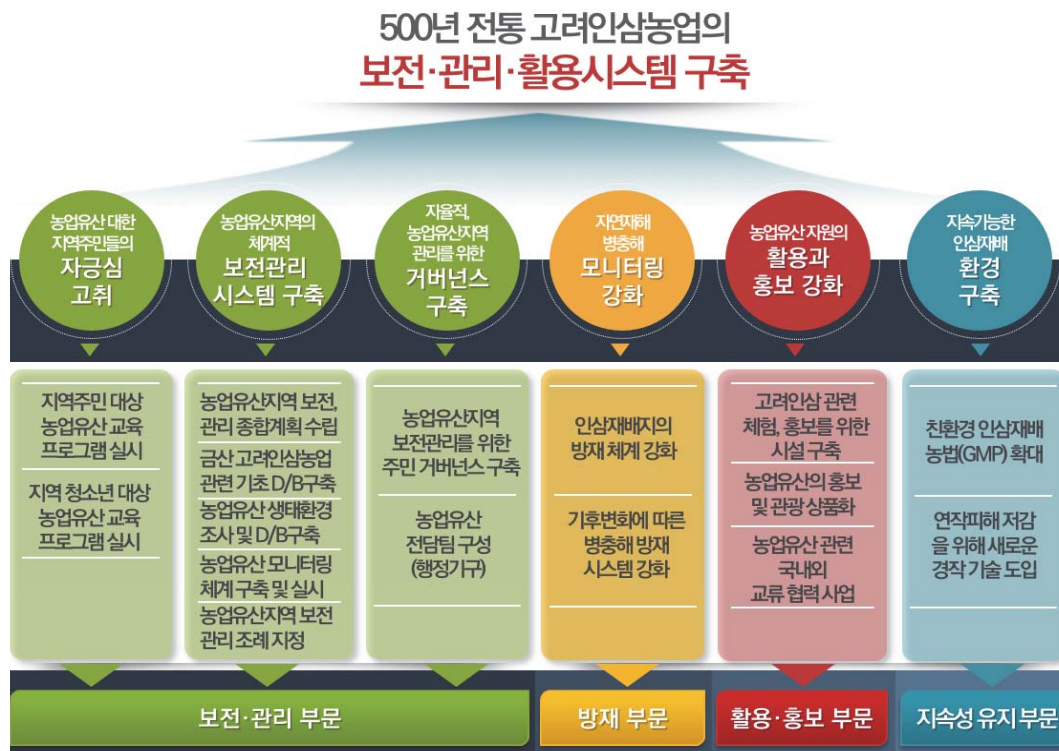 500년 전통 고려인삼농업의
보전·관리·활용시스템 구축
농업유산 대한
지역주민들의
자긍심
고취
농업유산지역의
체계적
보전관리
시스템 구축
자율적,
농업유산지역
관리를 위한
거버넌스
구축
자연재해
병충해
모니터링
강화
농업유산 자원의
활용과
홍보 강화
지속가능한
인삼재배
환경
구축
지역주민 대상
농업유산 교육
프로그램 실시
지역 청소년 대상
농업유산 교육
프로그램 실시
농업유산지역 보전,
관리 종합계획 수립
금산 고려인삼농업
관련 기초 D/B구축
농업유산 생태환경
조사 및 D/B구축
농업유산 모니터링
체계 구축 및 실시
농업유산지역 보전
관리 조례 지정
농업유산지역
보전관리를 위한
주민 거버넌스 구축
농업유산
전담팀 구성
(행정기구)
인삼재배지의
방재 체계 강화
기후변화에 따른
병충해 방재
시스템 강화
고려인삼 관련
체험, 홍보를 위한
시설 구축
농업유산의 홍보
및 관광 상품화
농업유산 관련
국내외
교류 협력 사업
친환경 인삼재배
농법(GMP) 확대
연작피해 저감
을 위해 새로운
경작 기술 도입
보전·관리 부문
방재 부문
활용·홍보 부문
지속성 유지 부문